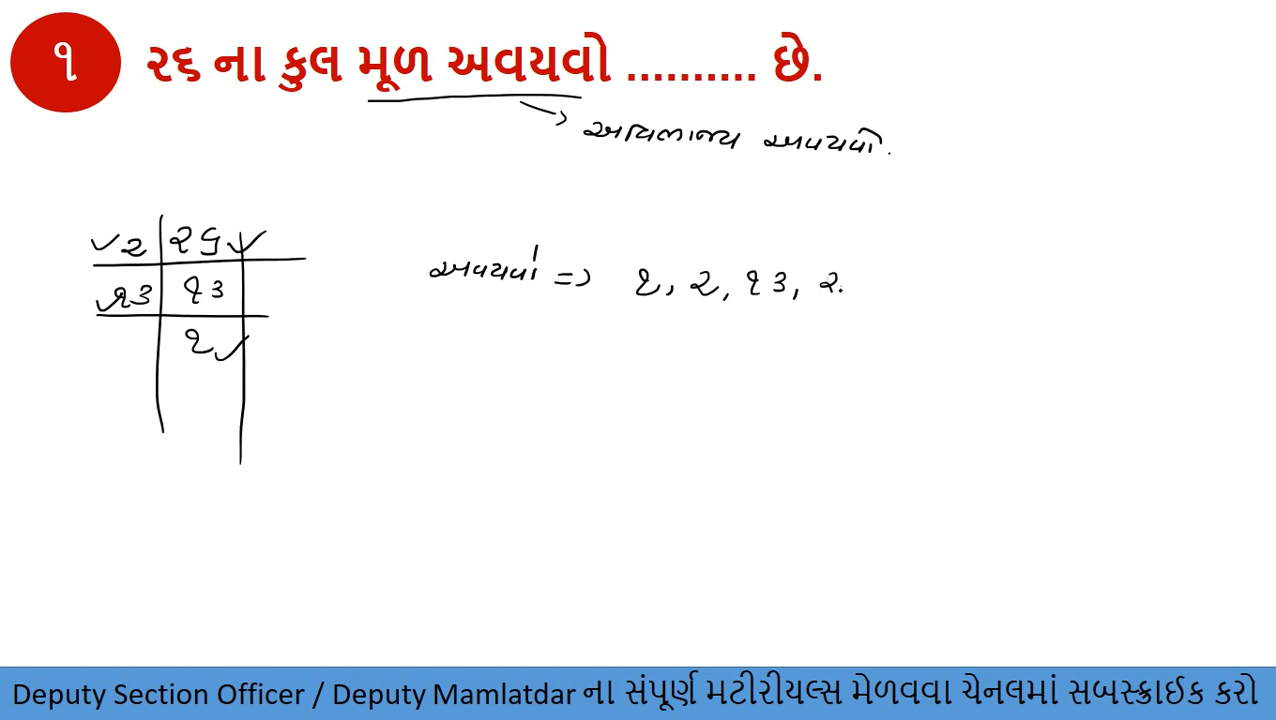 ૧ ૨૬ ના કુલ મૂળ અવયવો .......... છે.
અવિભાજ્ય અવયવો.
૨ ૨૬
૧૩ ૧૩
૧
અવયવો => ૧, ૨, ૧૩, ૨.
Deputy Section Officer / Deputy Mamlatdar ના સંપૂર્ણ મટીરીયલ્સ મેળવવા ચેનલમાં સબસ્ક્રાઈક કરો